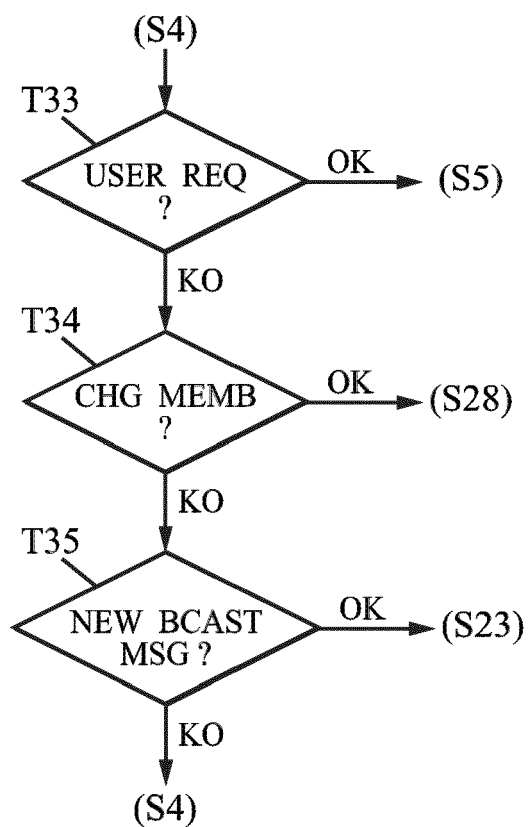 (S4)
T33
USER REQ
?
OK
(S5)
KO
T34
CHG MEMB
?
OK
(S28)
KO
T35
NEW BCAST
MSG ?
OK
(S23)
KO
(S4)